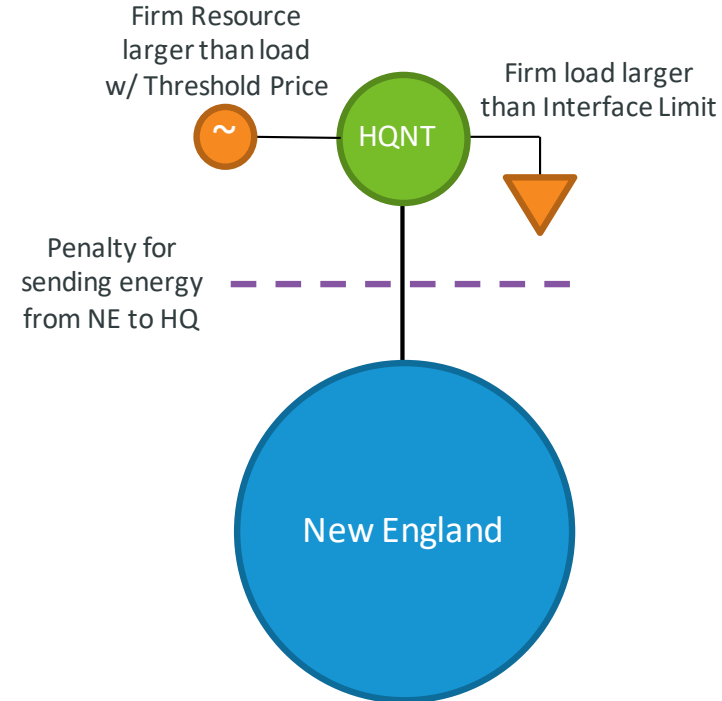 Firm Resource
larger than load
w/ Threshold Price
~
HQNT
Firm load larger
than Interface Limit
Penalty for
sending energy
from NE to HQ
New England